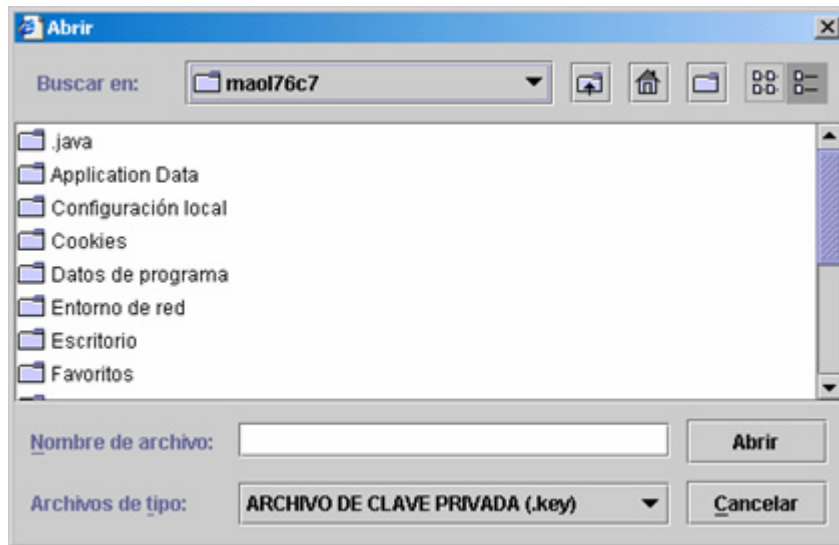 Abrir
Buscar en: maol76c7
.java
Application Data
Configuración local
Cookies
Datos de programa
Entorno de red
Escritorio
Favoritos
Nombre de archivo: Abrir
Archivos de tipo: ARCHIVO DE CLAVE PRIVADA (.key) Cancelar